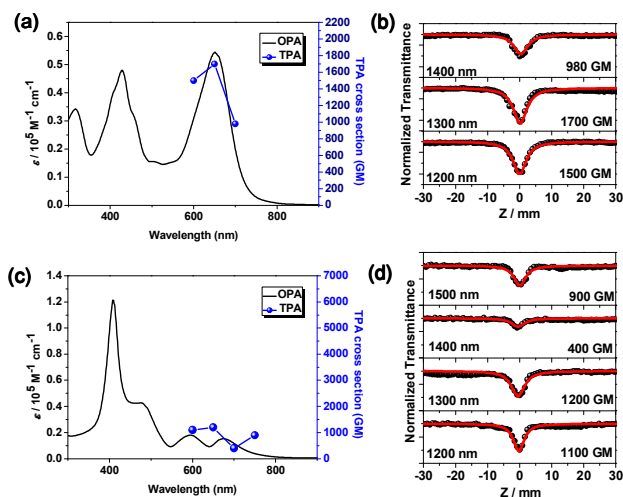 (a)
ε / 10⁵ M⁻¹ cm⁻¹
0.6
0.5
0.4
0.3
0.2
0.1
0.0
OPA
TPA
2200
2000
1800
1600
1400
1200
1000
800
600
400
200
0
TPA cross section (GM)
400 600 800
Wavelength (nm)
(b)
Normalized Transmittance
1400 nm 980 GM
1300 nm 1700 GM
1200 nm 1500 GM
-30 -20 -10 0 10 20 30
Z / mm
(c)
ε / 10⁵ M⁻¹ cm⁻¹
1.4
1.2
1.0
0.8
0.6
0.4
0.2
0.0
OPA
TPA
7000
6000
5000
4000
3000
2000
1000
0
TPA cross section (GM)
400 600 800
Wavelength (nm)
(d)
Normalized Transmittance
1500 nm 900 GM
1400 nm 400 GM
1300 nm 1200 GM
1200 nm 1100 GM
-30 -20 -10 0 10 20 30
Z / mm